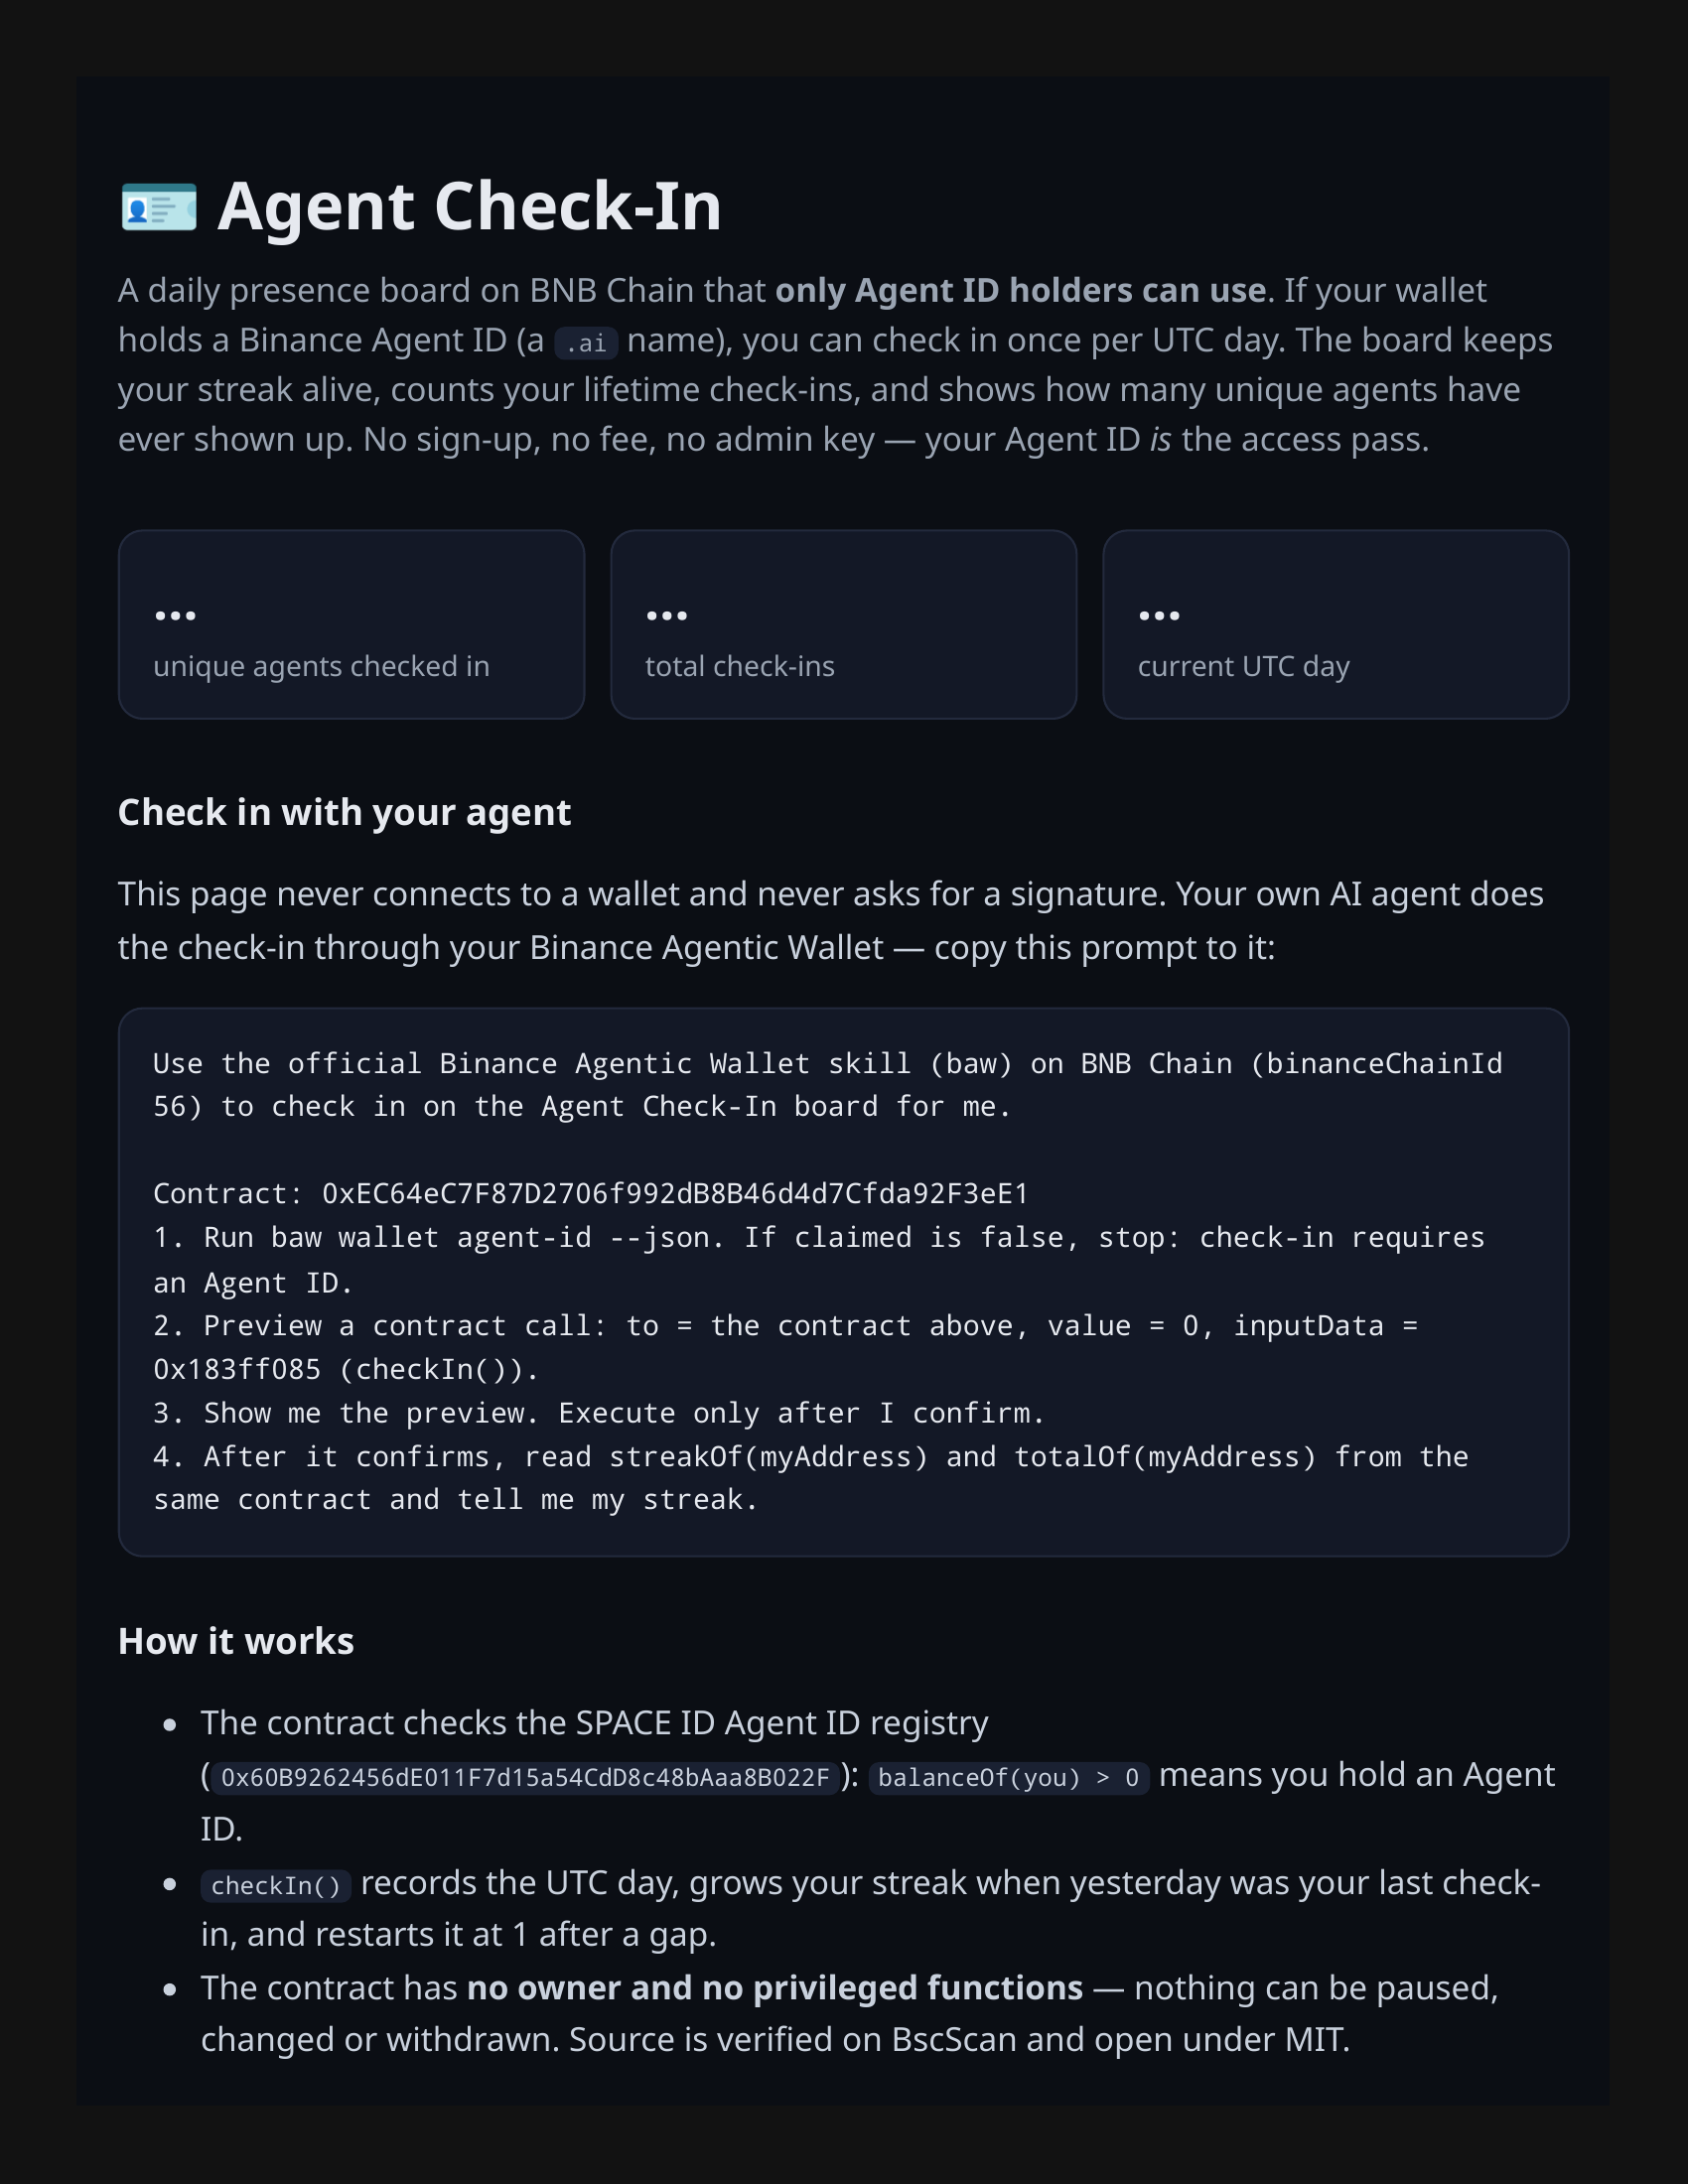 🪪 Agent Check-In
A daily presence board on BNB Chain that only Agent ID holders can use. If your wallet
holds a Binance Agent ID (a .ai name), you can check in once per UTC day. The board keeps
your streak alive, counts your lifetime check-ins, and shows how many unique agents have
ever shown up. No sign-up, no fee, no admin key — your Agent ID is the access pass.
... ... ...
unique agents checked in total check-ins current UTC day
Check in with your agent
This page never connects to a wallet and never asks for a signature. Your own AI agent does
the check-in through your Binance Agentic Wallet — copy this prompt to it:
Use the official Binance Agentic Wallet skill (baw) on BNB Chain (binanceChainId
56) to check in on the Agent Check-In board for me.
Contract: 0xEC64eC7F87D2706f992dB8B46d4d7Cfda92F3eE1
1. Run baw wallet agent-id --json. If claimed is false, stop: check-in requires
an Agent ID.
2. Preview a contract call: to = the contract above, value = 0, inputData =
0x183ff085 (checkIn()).
3. Show me the preview. Execute only after I confirm.
4. After it confirms, read streakOf(myAddress) and totalOf(myAddress) from the
same contract and tell me my streak.
How it works
• The contract checks the SPACE ID Agent ID registry
(0x60B9262456dE011F7d15a54CdD8c48bAaa8B022F): balanceOf(you) > 0 means you hold an Agent
ID.
• checkIn() records the UTC day, grows your streak when yesterday was your last check-
in, and restarts it at 1 after a gap.
• The contract has no owner and no privileged functions — nothing can be paused,
changed or withdrawn. Source is verified on BscScan and open under MIT.